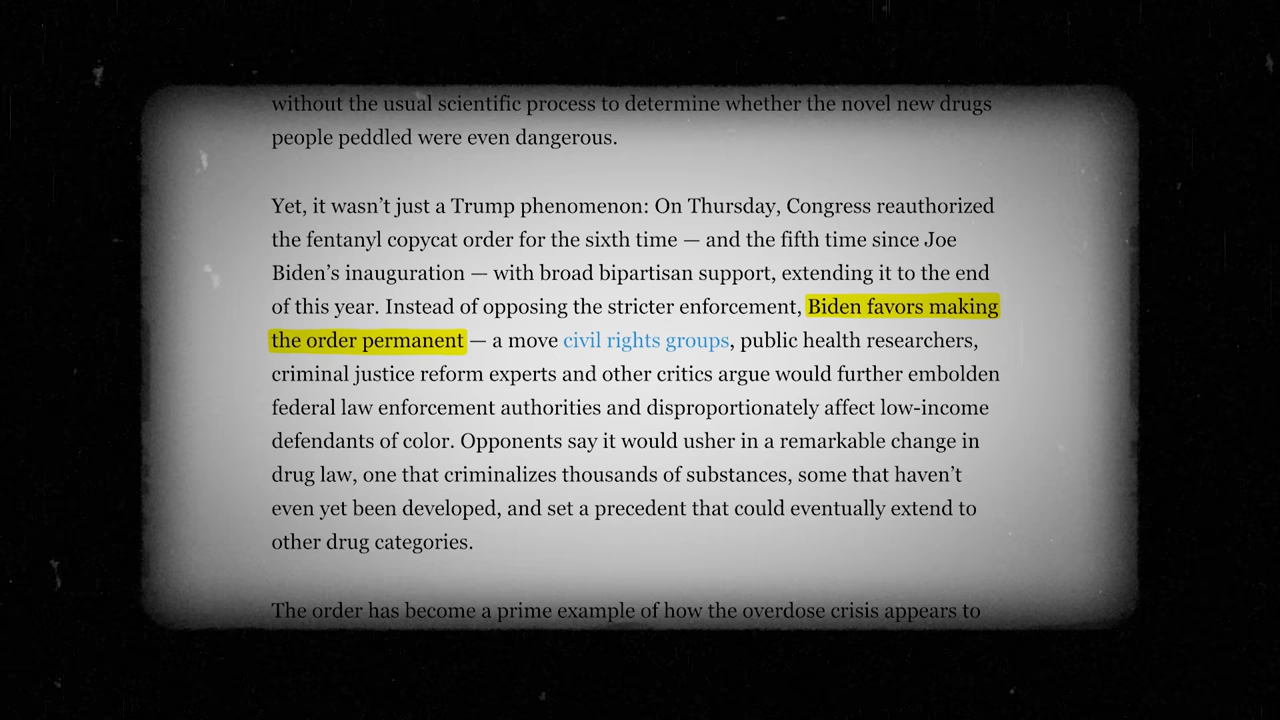 without the usual scientific process to determine whether the novel new drugs
people peddled were even dangerous.
Yet, it wasn’t just a Trump phenomenon: On Thursday, Congress reauthorized
the fentanyl copycat order for the sixth time — and the fifth time since Joe
Biden’s inauguration — with broad bipartisan support, extending it to the end
of this year. Instead of opposing the stricter enforcement, Biden favors making
the order permanent — a move civil rights groups, public health researchers,
criminal justice reform experts and other critics argue would further embolden
federal law enforcement authorities and disproportionately affect low-income
defendants of color. Opponents say it would usher in a remarkable change in
drug law, one that criminalizes thousands of substances, some that haven’t
even yet been developed, and set a precedent that could eventually extend to
other drug categories.
The order has become a prime example of how the overdose crisis appears to